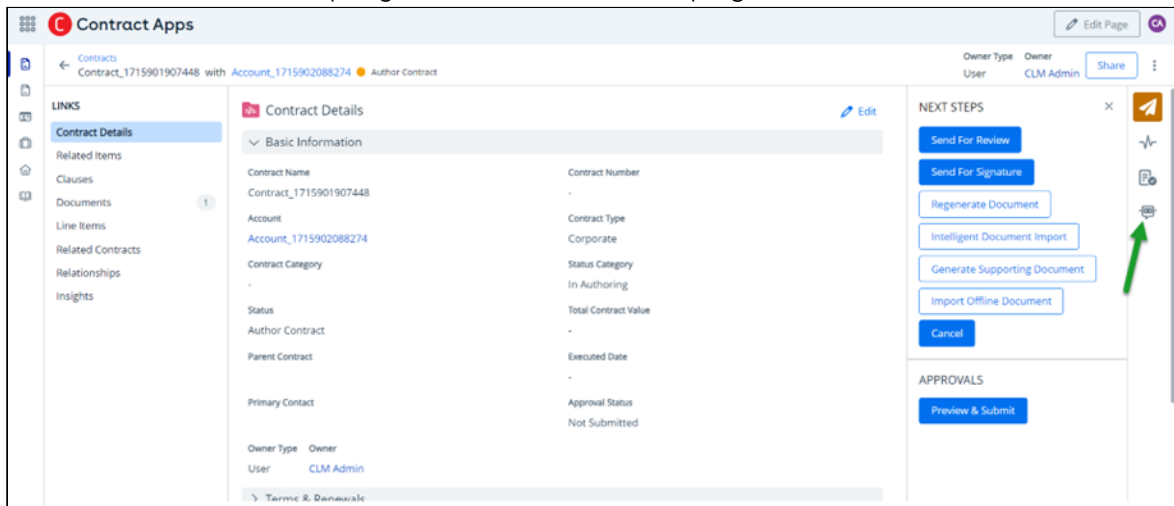 Contract Apps
Edit Page
CA
Contracts
Contract_1715901907448 with Account_1715902088274 Author Contract
Owner Type Owner
User CLM Admin
Share
LINKS
Contract Details
Related Items
Clauses
Documents 1
Line Items
Related Contracts
Relationships
Insights
Contract Details
Edit
Basic Information
Contract Name
Contract_1715901907448
Contract Number
-
Account
Account_1715902088274
Contract Type
Corporate
Contract Category
-
Status Category
In Authoring
Status
Author Contract
Total Contract Value
-
Parent Contract
Executed Date
-
Primary Contact
Approval Status
Not Submitted
Owner Type Owner
User CLM Admin
Terms & Renewals
NEXT STEPS
Send For Review
Send For Signature
Regenerate Document
Intelligent Document Import
Generate Supporting Document
Import Offline Document
Cancel
APPROVALS
Preview & Submit